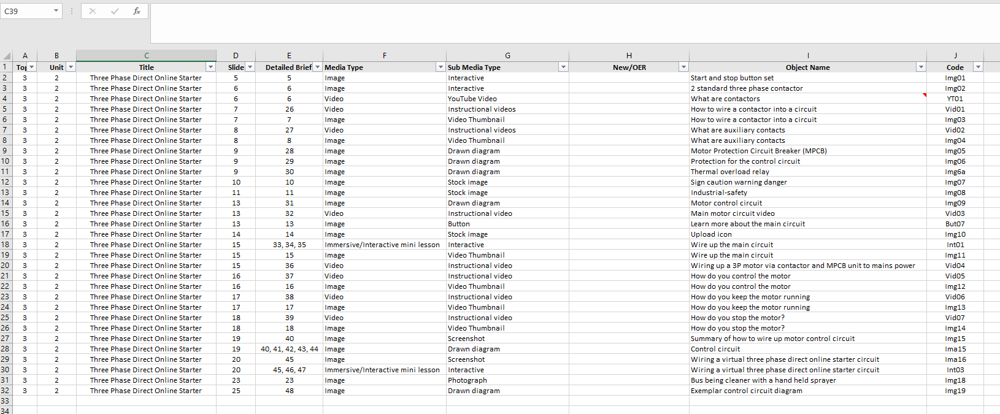 C39 fx
A B C D E F G H I J
1 Top Unit Title Slide Detailed Brief Media Type Sub Media Type New/OER Object Name Code
2 3 2 Three Phase Direct Online Starter 5 5 Image Interactive Start and stop button set Img01
3 3 2 Three Phase Direct Online Starter 6 6 Image Interactive 2 standard three phase contactor Img02
4 3 2 Three Phase Direct Online Starter 6 6 Video YouTube Video What are contactors YT01
5 3 2 Three Phase Direct Online Starter 7 26 Video Instructional videos How to wire a contactor into a circuit Vid01
6 3 2 Three Phase Direct Online Starter 7 7 Image Video Thumbnail How to wire a contactor into a circuit Img03
7 3 2 Three Phase Direct Online Starter 8 27 Video Instructional videos What are auxiliary contacts Vid02
8 3 2 Three Phase Direct Online Starter 8 8 Image Video Thumbnail What are auxiliary contacts Img04
9 3 2 Three Phase Direct Online Starter 9 28 Image Drawn diagram Motor Protection Circuit Breaker (MPCB) Img05
10 3 2 Three Phase Direct Online Starter 9 29 Image Drawn diagram Protection for the control circuit Img06
11 3 2 Three Phase Direct Online Starter 9 30 Image Drawn diagram Thermal overload relay Img6a
12 3 2 Three Phase Direct Online Starter 10 10 Image Stock image Sign caution warning danger Img07
13 3 2 Three Phase Direct Online Starter 11 11 Image Stock image Industrial-safety Img08
14 3 2 Three Phase Direct Online Starter 13 31 Image Drawn diagram Motor control circuit Img09
15 3 2 Three Phase Direct Online Starter 13 32 Video Instructional video Main motor circuit video Vid03
16 3 2 Three Phase Direct Online Starter 13 13 Image Button Learn more about the main circuit But07
17 3 2 Three Phase Direct Online Starter 14 14 Image Stock image Upload icon Img10
18 3 2 Three Phase Direct Online Starter 15 33, 34, 35 Immersive/Interactive mini lesson Interactive Wire up the main circuit Int01
19 3 2 Three Phase Direct Online Starter 15 15 Image Video Thumbnail Wire up the main circuit Img11
20 3 2 Three Phase Direct Online Starter 15 36 Video Instructional video Wiring up a 3P motor via contactor and MPCB unit to mains power Vid04
21 3 2 Three Phase Direct Online Starter 16 37 Video Instructional video How do you control the motor Vid05
22 3 2 Three Phase Direct Online Starter 16 16 Image Video Thumbnail How do you control the motor Img12
23 3 2 Three Phase Direct Online Starter 17 38 Video Instructional video How do you keep the motor running Vid06
24 3 2 Three Phase Direct Online Starter 17 17 Image Video Thumbnail How do you keep the motor running Img13
25 3 2 Three Phase Direct Online Starter 18 39 Video Instructional video How do you stop the motor? Vid07
26 3 2 Three Phase Direct Online Starter 18 18 Image Video Thumbnail How do you stop the motor? Img14
27 3 2 Three Phase Direct Online Starter 19 40 Image Screenshot Summary of how to wire up motor control circuit Img15
28 3 2 Three Phase Direct Online Starter 19 40, 41, 42, 43, 44 Image Drawn diagram Control circuit Ima15
29 3 2 Three Phase Direct Online Starter 20 45 Image Screenshot Wiring a virtual three phase direct online starter circuit Ima16
30 3 2 Three Phase Direct Online Starter 20 45, 46, 47 Immersive/Interactive mini lesson Interactive Wiring a virtual three phase direct online starter circuit Int03
31 3 2 Three Phase Direct Online Starter 23 23 Image Photograph Bus being cleaner with a hand held sprayer Img18
32 3 2 Three Phase Direct Online Starter 25 48 Image Drawn diagram Exemplar control circuit diagram Img19
33
34